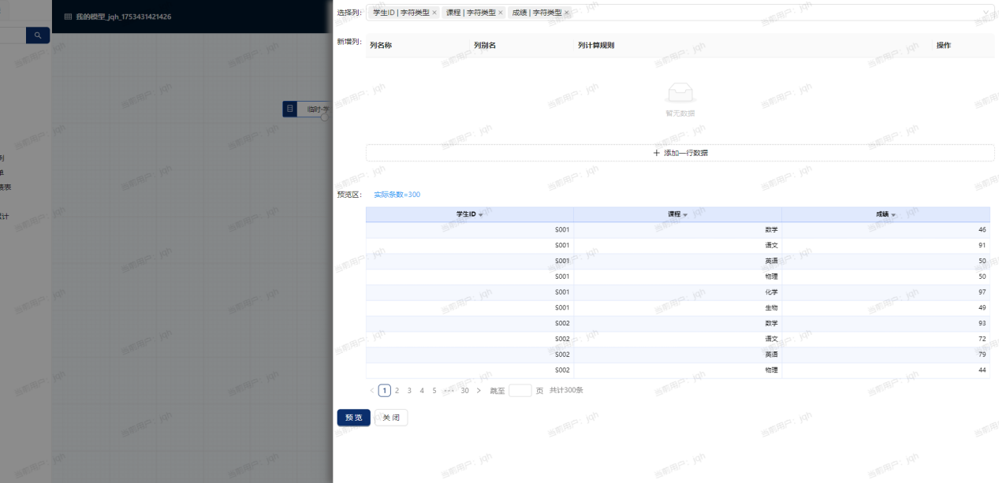 我的模型_jqh_1753431421426
列
单
绩表
累计
临时-字
选择列: 学生ID | 字符类型 × 课程 | 字符类型 × 成绩 | 字符类型 ×
新增列: 列名称 列别名 列计算规则 操作
暂无数据
+ 添加一行数据
预览区: 实际条数=300
学生ID 课程 成绩
S001 数学 46
S001 语文 91
S001 英语 50
S001 物理 50
S001 化学 97
S001 生物 49
S002 数学 93
S002 语文 72
S002 英语 79
S002 物理 44
< 1 2 3 4 5 ··· 30 > 跳至 页 共计300条
预 览 关 闭
当前用户: jqh